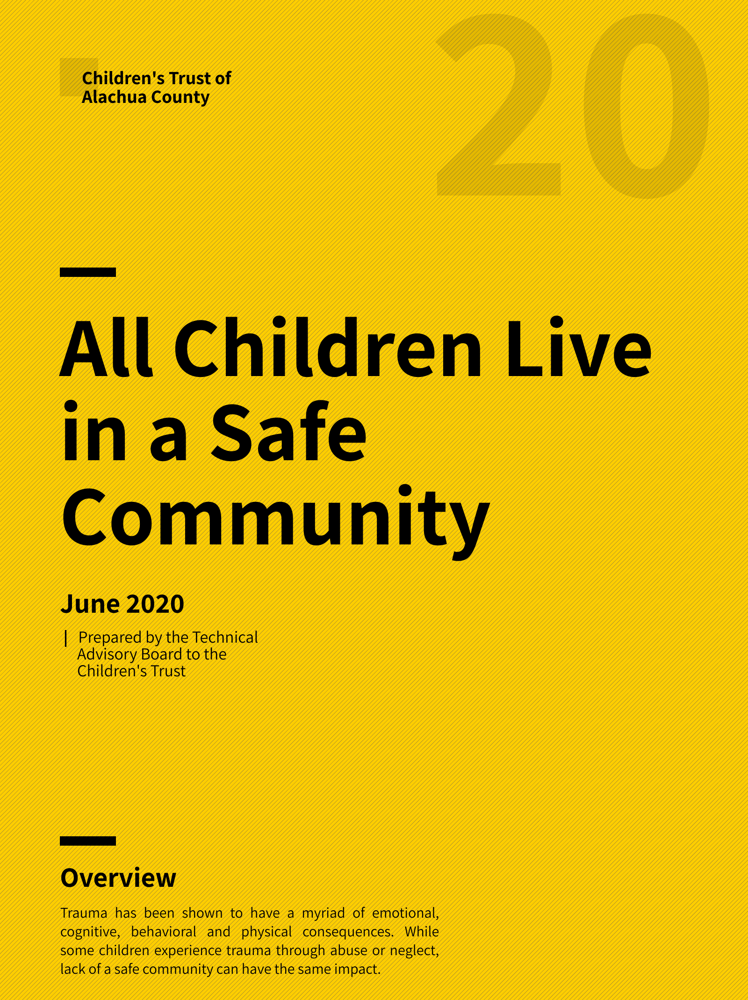 20
Children's Trust of
Alachua County
All Children Live
in a Safe
Community
June 2020
| Prepared by the Technical
Advisory Board to the
Children's Trust
Overview
Trauma has been shown to have a myriad of emotional,
cognitive, behavioral and physical consequences. While
some children experience trauma through abuse or neglect,
lack of a safe community can have the same impact.